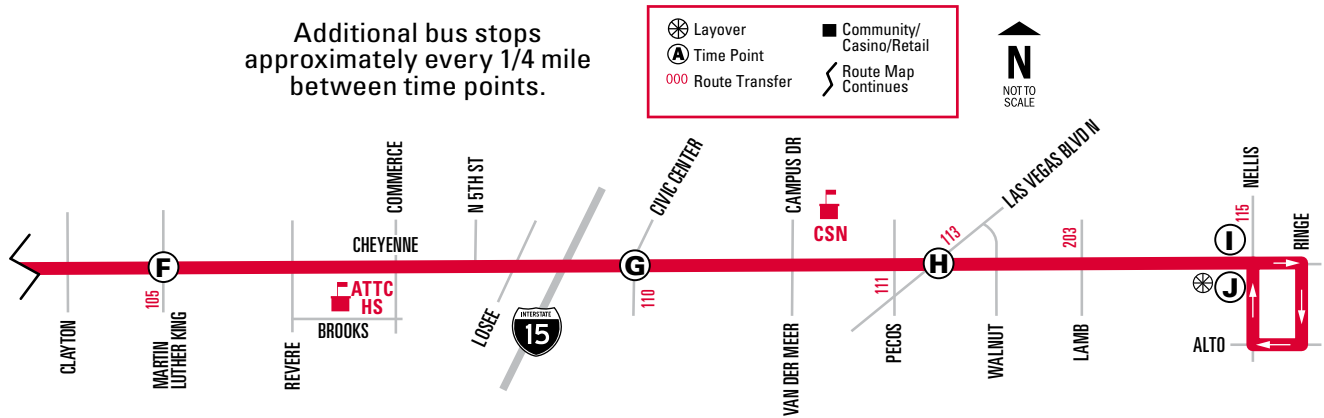 Additional bus stops
approximately every 1/4 mile
between time points.
Layover
A Time Point
000 Route Transfer
Community/
Casino/Retail
Route Map
Continues
N
NOT TO
SCALE
CLAYTON
F
105
MARTIN
LUTHER KING
REVERE
ATTC
HS
BROOKS
COMMERCE
CHEYENNE
N 5TH ST
LOSEE
INTERSTATE
15
CIVIC CENTER
G
110
CAMPUS DR
VAN DER MEER
CSN
111
PECOS
H
113
LAS VEGAS BLVD N
WALNUT
203
LAMB
NELLIS
115
I
J
RINGE
ALTO